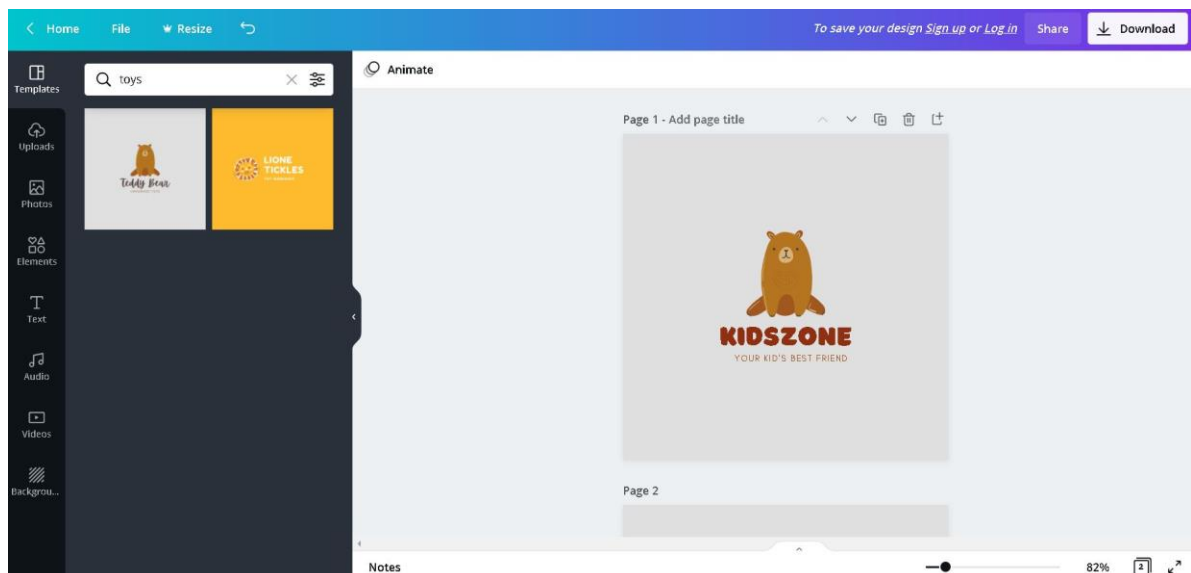 Home File Resize To save your design Sign up or Log in Share Download
Templates
toys
Animate
Uploads
Photos
Elements
Text
Audio
Videos
Backgrou...
Teddy Bear
LIONE
TICKLES
Page 1 - Add page title
KIDSZONE
YOUR KID'S BEST FRIEND
Page 2
Notes 82% 2